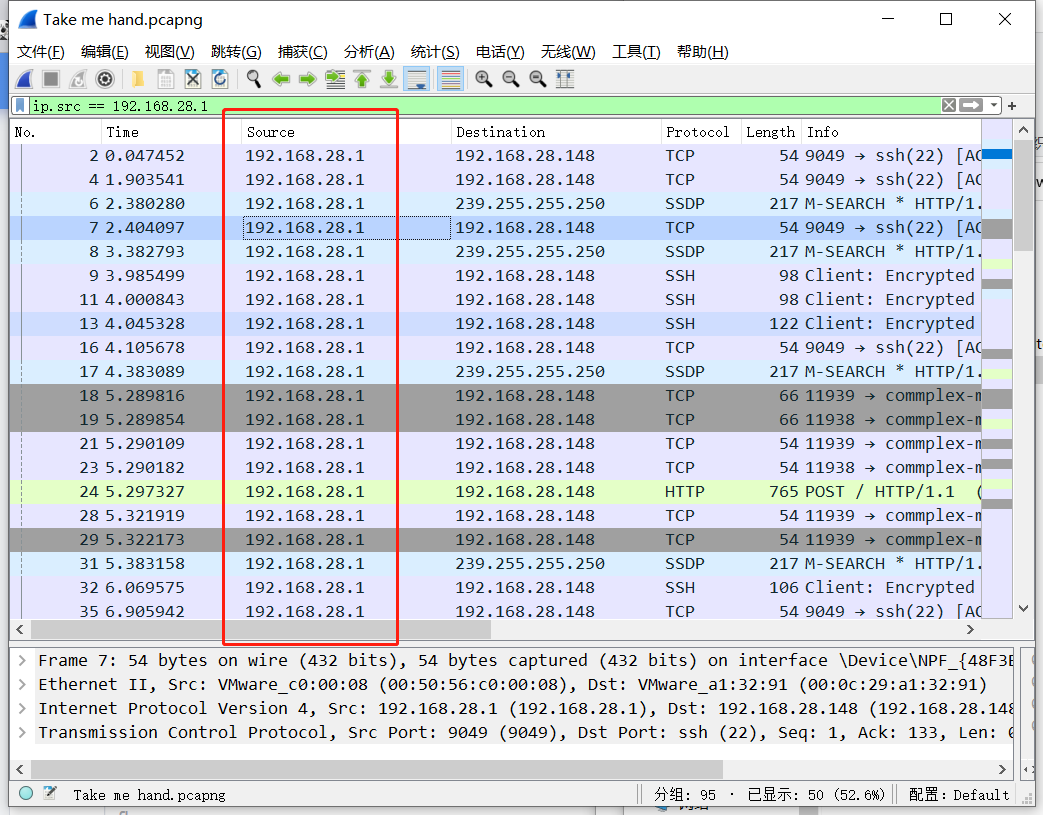 Take me hand.pcapng
文件(F) 编辑(E) 视图(V) 跳转(G) 捕获(C) 分析(A) 统计(S) 电话(Y) 无线(W) 工具(T) 帮助(H)
ip.src == 192.168.28.1
No. Time Source Destination Protocol Length Info
2 0.047452 192.168.28.1 192.168.28.148 TCP 54 9049 → ssh(22) [AC
4 1.903541 192.168.28.1 192.168.28.148 TCP 54 9049 → ssh(22) [AC
6 2.380280 192.168.28.1 239.255.255.250 SSDP 217 M-SEARCH * HTTP/1.
7 2.404097 192.168.28.1 192.168.28.148 TCP 54 9049 → ssh(22) [AC
8 3.382793 192.168.28.1 239.255.255.250 SSDP 217 M-SEARCH * HTTP/1.
9 3.985499 192.168.28.1 192.168.28.148 SSH 98 Client: Encrypted
11 4.000843 192.168.28.1 192.168.28.148 SSH 98 Client: Encrypted
13 4.045328 192.168.28.1 192.168.28.148 SSH 122 Client: Encrypted
16 4.105678 192.168.28.1 192.168.28.148 TCP 54 9049 → ssh(22) [AC
17 4.383089 192.168.28.1 239.255.255.250 SSDP 217 M-SEARCH * HTTP/1.
18 5.289816 192.168.28.1 192.168.28.148 TCP 66 11939 → commplex-m
19 5.289854 192.168.28.1 192.168.28.148 TCP 66 11938 → commplex-m
21 5.290109 192.168.28.1 192.168.28.148 TCP 54 11939 → commplex-m
23 5.290182 192.168.28.1 192.168.28.148 TCP 54 11938 → commplex-m
24 5.297327 192.168.28.1 192.168.28.148 HTTP 765 POST / HTTP/1.1 (
28 5.321919 192.168.28.1 192.168.28.148 TCP 54 11939 → commplex-m
29 5.322173 192.168.28.1 192.168.28.148 TCP 54 11939 → commplex-m
31 5.383158 192.168.28.1 239.255.255.250 SSDP 217 M-SEARCH * HTTP/1.
32 6.069575 192.168.28.1 192.168.28.148 SSH 106 Client: Encrypted
35 6.905942 192.168.28.1 192.168.28.148 TCP 54 9049 → ssh(22) [AC
Frame 7: 54 bytes on wire (432 bits), 54 bytes captured (432 bits) on interface \Device\NPF_{48F3E
Ethernet II, Src: VMware_c0:00:08 (00:50:56:c0:00:08), Dst: VMware_a1:32:91 (00:0c:29:a1:32:91)
Internet Protocol Version 4, Src: 192.168.28.1 (192.168.28.1), Dst: 192.168.28.148 (192.168.28.148
Transmission Control Protocol, Src Port: 9049 (9049), Dst Port: ssh (22), Seq: 1, Ack: 133, Len: 0
Take me hand.pcapng 分组: 95 · 已显示: 50 (52.6%) 配置: Default